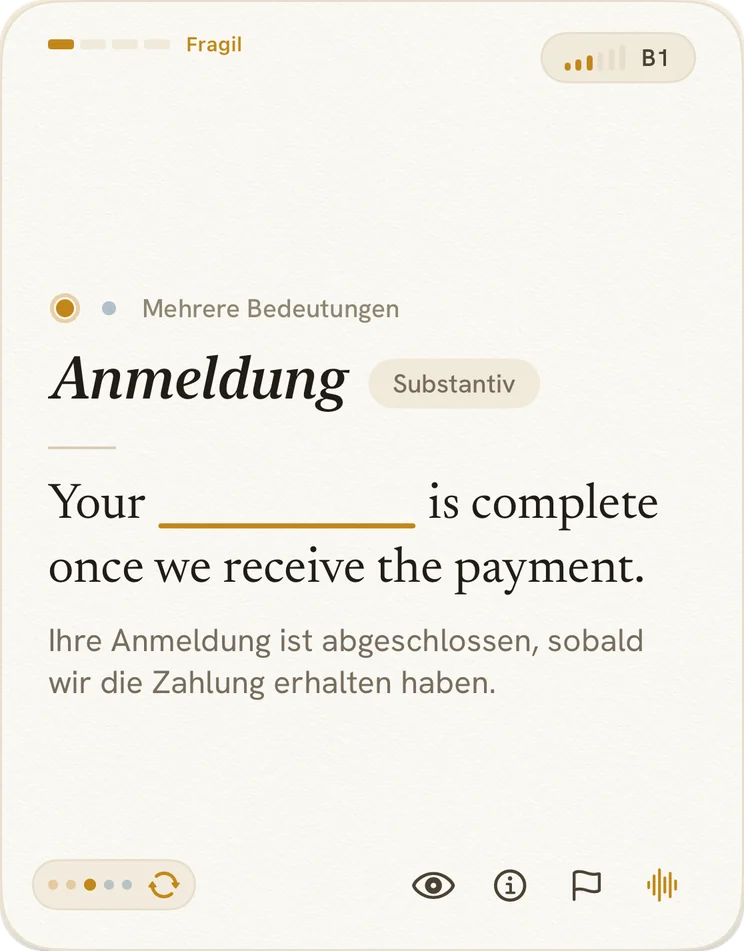 Fragil
B1
Mehrere Bedeutungen
Anmeldung Substantiv
Your ____________ is complete
once we receive the payment.
Ihre Anmeldung ist abgeschlossen, sobald
wir die Zahlung erhalten haben.